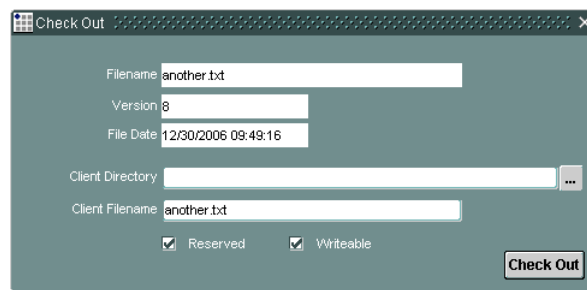 Check Out
Filename another.txt
Version 8
File Date 12/30/2006 09:49:16
Client Directory ...
Client Filename another.txt
Reserved Writeable
Check Out